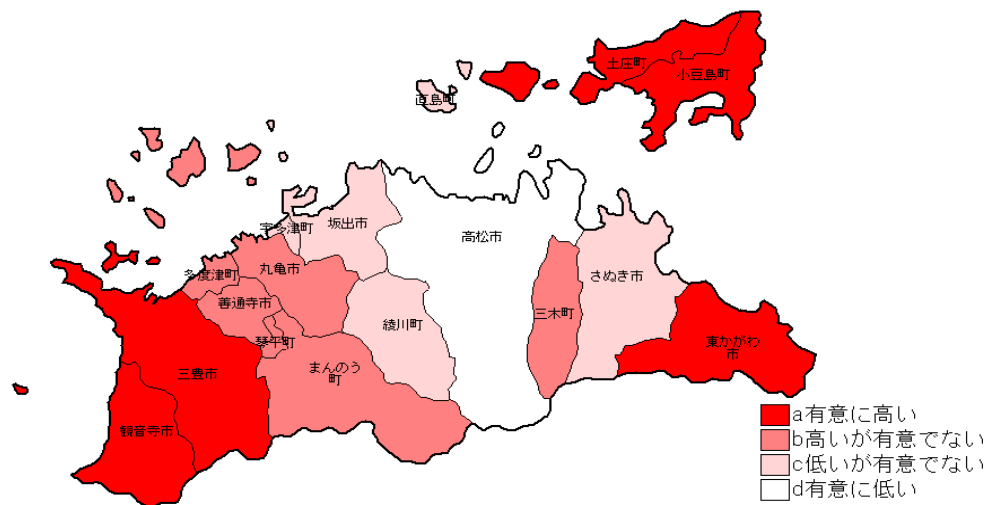 土庄町
小豆島町
直島町
宇多津町
坂出市
高松市
多度津町
丸亀市
さぬき市
善通寺市
三木町
綾川町
琴平町
東かがわ
市
まんのう
町
三豊市
観音寺市
a有意に高い
b高いが有意でない
c低いが有意でない
d有意に低い